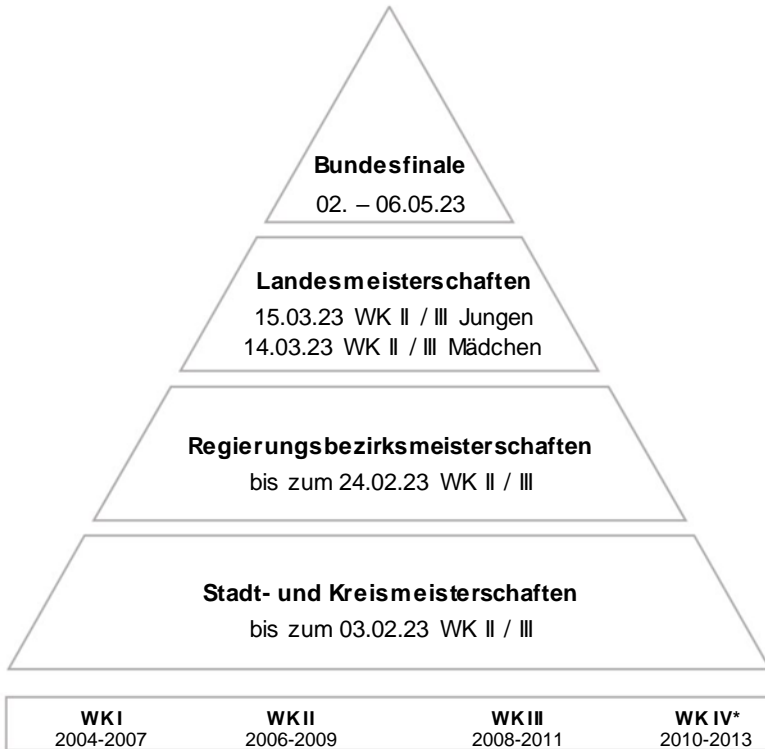 Bundesfinale
02. – 06.05.23
Landesmeisterschaften
15.03.23 WK II / III Jungen
14.03.23 WK II / III Mädchen
Regierungsbezirksmeisterschaften
bis zum 24.02.23 WK II / III
Stadt- und Kreismeisterschaften
bis zum 03.02.23 WK II / III
WK I WK II WK III WK IV*
2004-2007 2006-2009 2008-2011 2010-2013